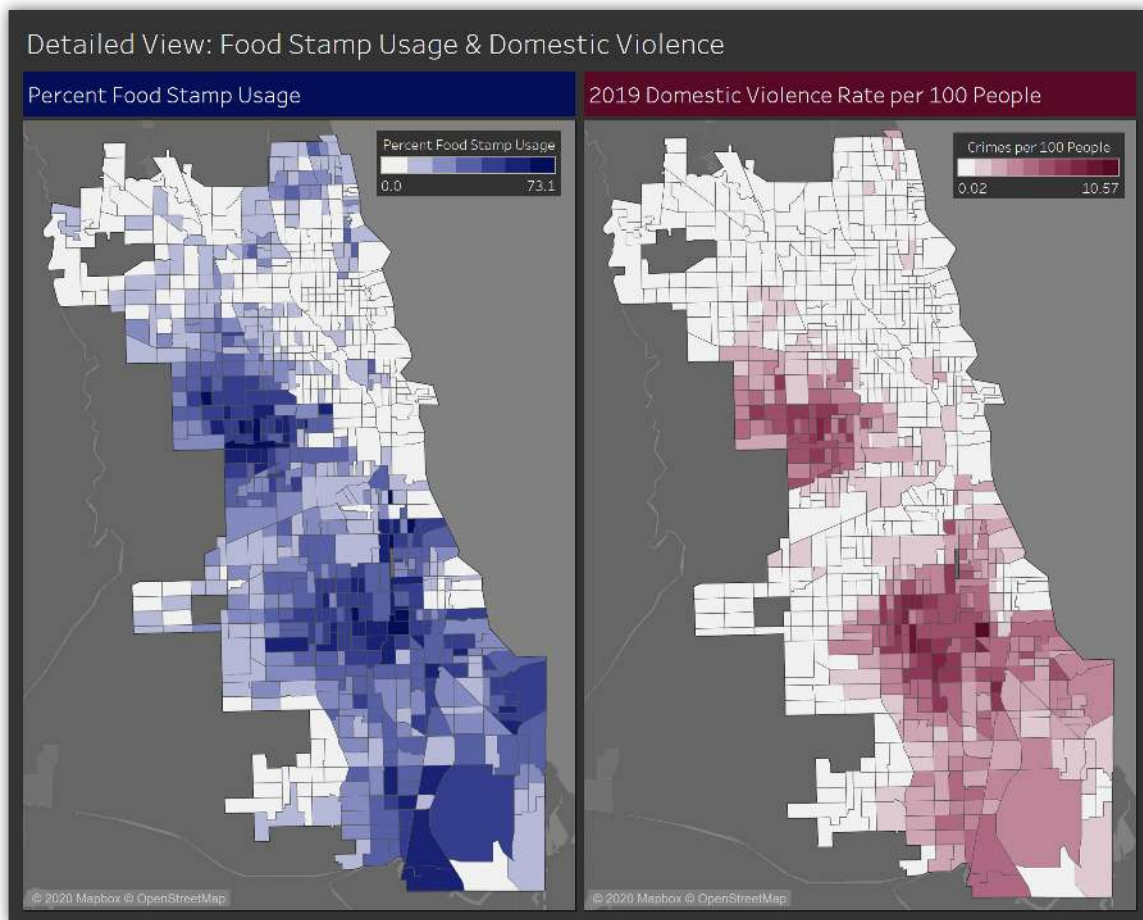 Detailed View: Food Stamp Usage & Domestic Violence
Percent Food Stamp Usage
2019 Domestic Violence Rate per 100 People
Percent Food Stamp Usage
0.0 73.1
Crimes per 100 People
0.02 10.57
© 2020 Mapbox © OpenStreetMap
© 2020 Mapbox © OpenStreetMap